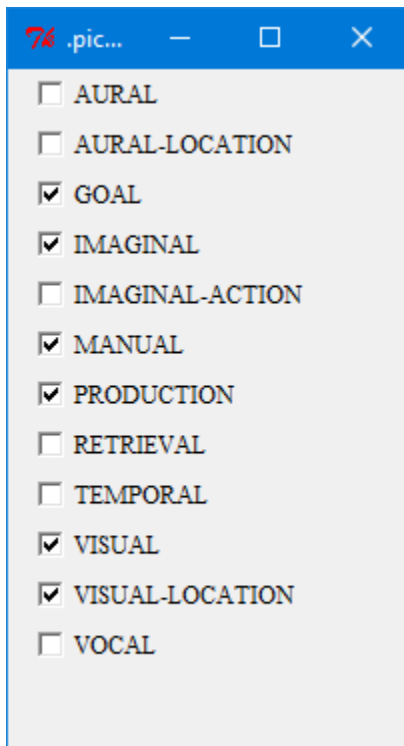 .pic...
AURAL
AURAL-LOCATION
GOAL
IMAGINAL
IMAGINAL-ACTION
MANUAL
PRODUCTION
RETRIEVAL
TEMPORAL
VISUAL
VISUAL-LOCATION
VOCAL